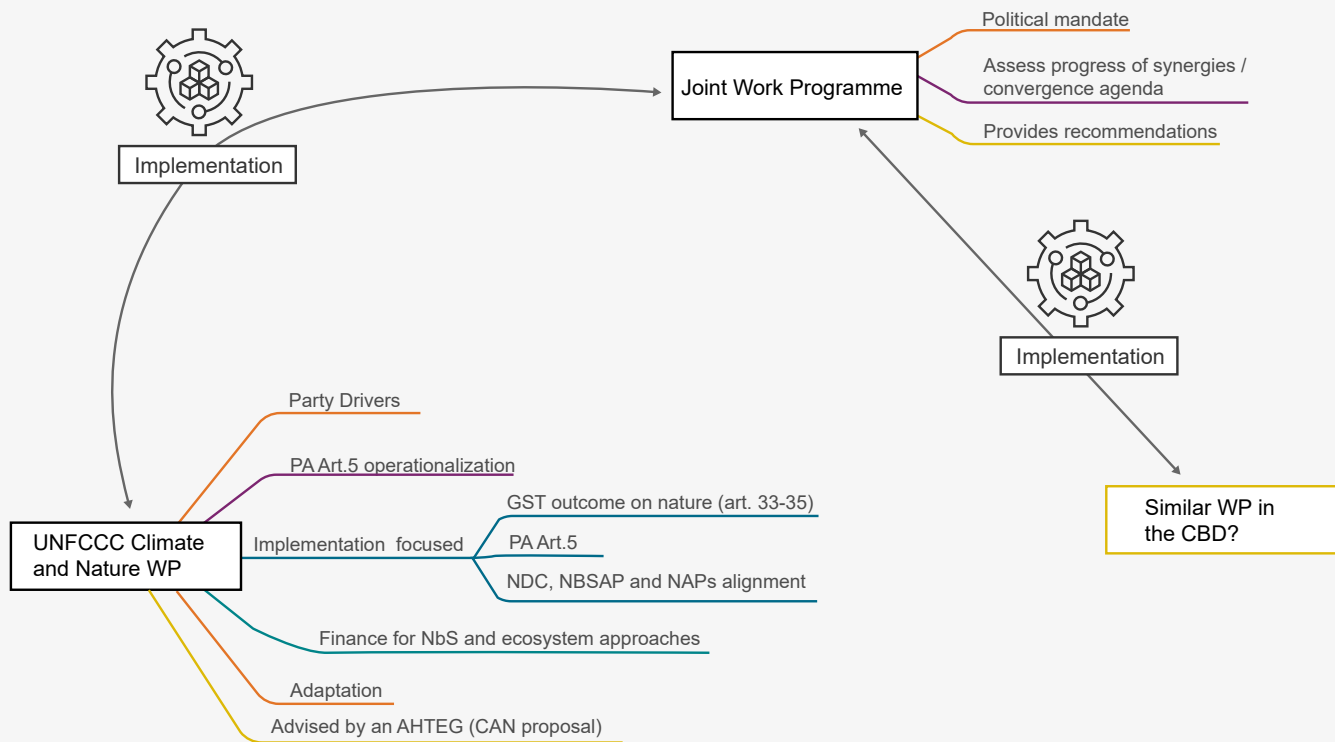 Political mandate
Joint Work Programme
Assess progress of synergies /
convergence agenda
Provides recommendations
Implementation
Implementation
Party Drivers
PA Art.5 operationalization
UNFCCC Climate
and Nature WP
Implementation focused
GST outcome on nature (art. 33-35)
PA Art.5
NDC, NBSAP and NAPs alignment
Finance for NbS and ecosystem approaches
Adaptation
Advised by an AHTEG (CAN proposal)
Similar WP in
the CBD?